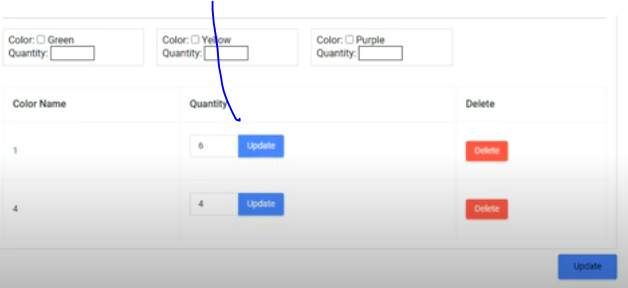 Color: Green
Quantity:
Color: Yellow
Quantity:
Color: Purple
Quantity:
Color Name Quantity Delete
1 6 Update Delete
4 4 Update Delete
Update